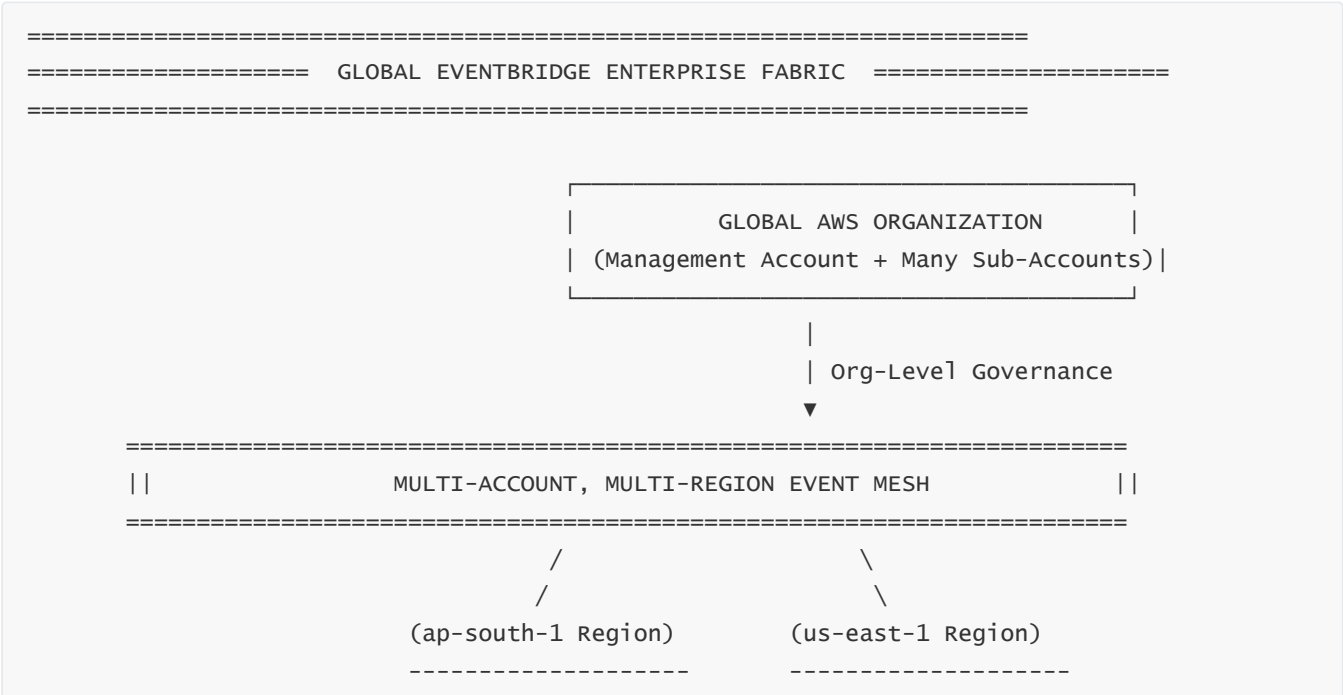 =======================================================================
==================== GLOBAL EVENTBRIDGE ENTERPRISE FABRIC =====================
=======================================================================
┌───────────────────────────────────────┐
│ GLOBAL AWS ORGANIZATION │
│ (Management Account + Many Sub-Accounts)│
└───────────────────────────────────────┘
│
│ Org-Level Governance
▼
=======================================================================
|| MULTI-ACCOUNT, MULTI-REGION EVENT MESH ||
=======================================================================
/ \
/ \
(ap-south-1 Region) (us-east-1 Region)
-------------------- --------------------